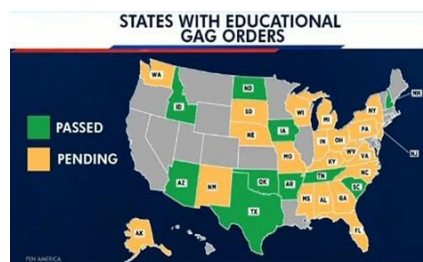 STATES WITH EDUCATIONAL
GAG ORDERS
WA
ND
MN
ID
SD
WI
MI
NY
PASSED
IA
PA
NE
IN
OH
PENDING
WV
VA
NJ
MO
KY
NC
TN
AZ
NM
OK
AR
SC
MS
AL
GA
TX
AK
FL
PEN AMERICA